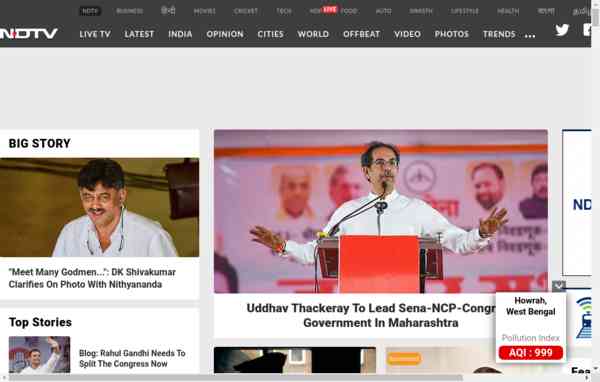 NDTV BUSINESS हिन्दी MOVIES CRICKET TECH LIVE FOOD AUTO SWASTH LIFESTYLE HEALTH বাংলা
NDTV LIVE TV LATEST INDIA OPINION CITIES WORLD OFFBEAT VIDEO PHOTOS TRENDS ...
BIG STORY
"Meet Many Godmen...": DK Shivakumar
Clarifies On Photo With Nithyananda
Uddhav Thackeray To Lead Sena-NCP-Congr
Government In Maharashtra
Howrah,
West Bengal
Pollution Index
AQI : 999
ND
Top Stories
Blog: Rahul Gandhi Needs To
Split The Congress Now
Fea